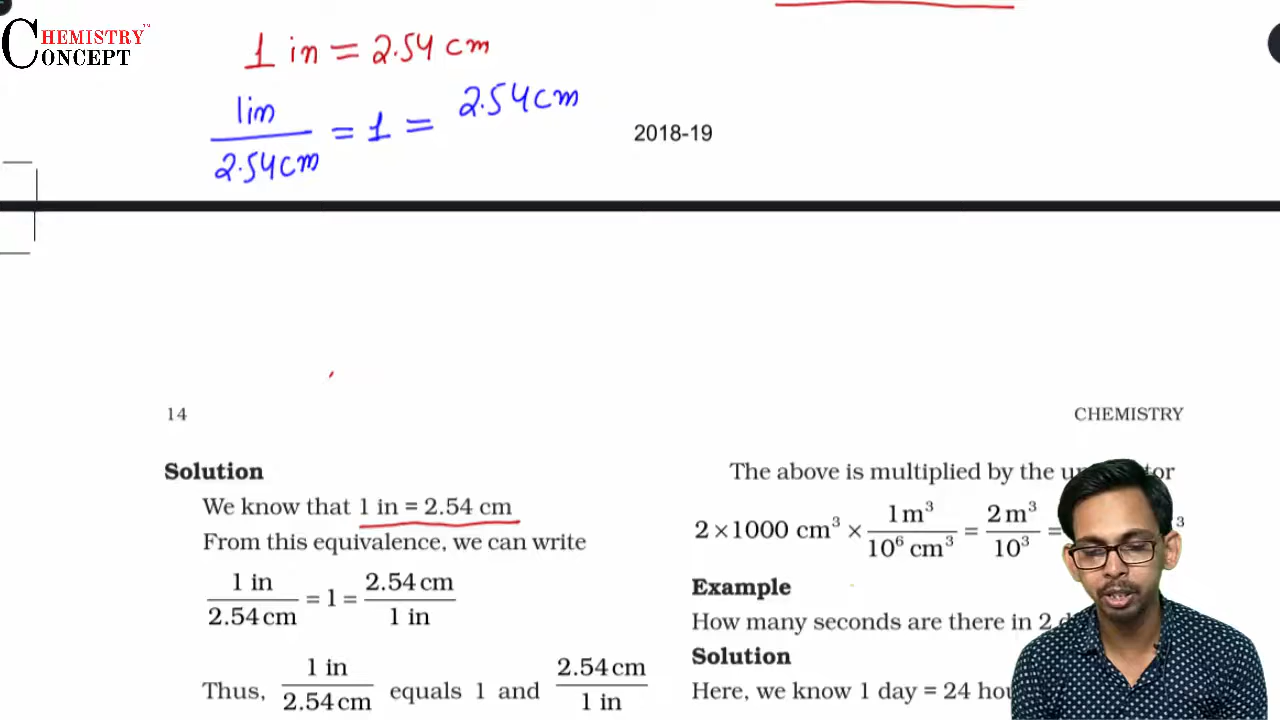 CHEMISTRY™
CONCEPT
1 in = 2.54 cm
1in / 2.54cm = 1 = 2.54cm
2018-19
14
CHEMISTRY
Solution
We know that 1 in = 2.54 cm
From this equivalence, we can write
1 in / 2.54 cm = 1 = 2.54 cm / 1 in
Thus, 1 in / 2.54 cm equals 1 and 2.54 cm / 1 in
The above is multiplied by the
2 × 1000 cm³ × 1 m³ / 10⁶ cm³ = 2 m³ / 10³ =
Example
How many seconds are there in 2
Solution
Here, we know 1 day = 24